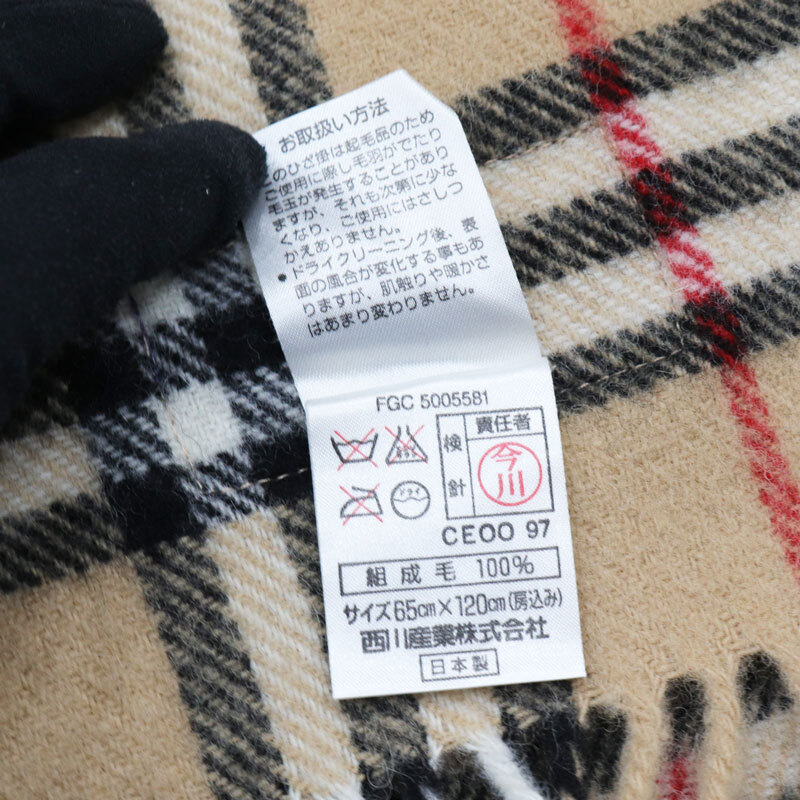 お取扱い方法
このひざ掛は起毛品のため
ご使用に際し毛羽がでたり
毛玉が発生することがあり
ますが、それも次第に少な
くなり、ご使用にはさしつ
かえありません。
•ドライクリーニング後、表
面の風合が変化する事もあ
りますが、肌触りや暖かさ
はあまり変わりません。
FGC 5005581
検針
責任者
今川
ドライ
CEOO 97
組成毛 100%
サイズ65cm×120cm(房込み)
西川産業株式会社
日本製